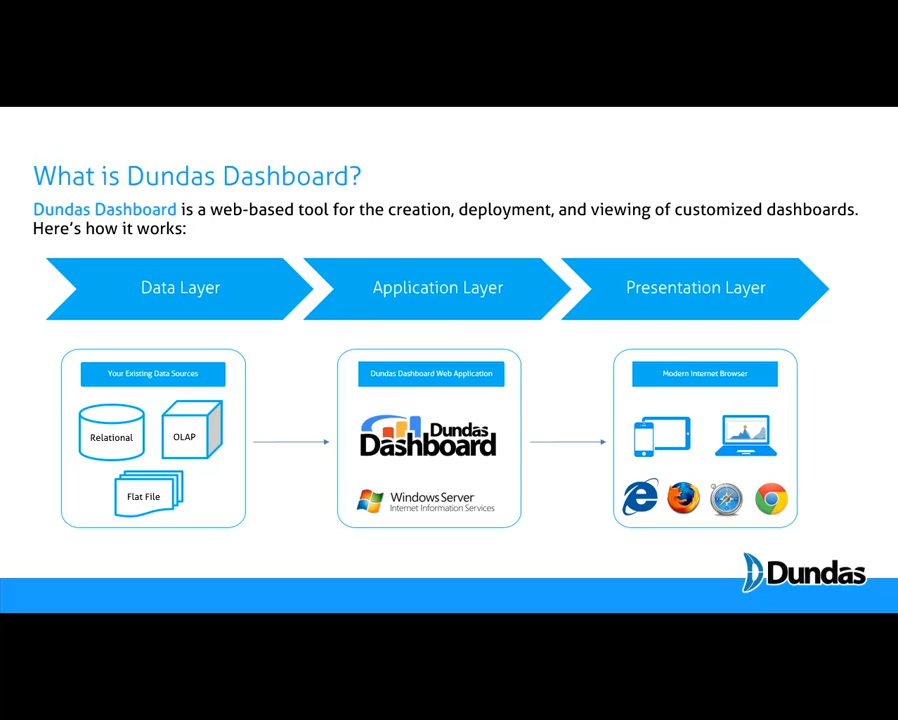 What is Dundas Dashboard?
Dundas Dashboard is a web-based tool for the creation, deployment, and viewing of customized dashboards.
Here's how it works:
Data Layer
Application Layer
Presentation Layer
Your Existing Data Sources
Relational
OLAP
Flat File
Dundas Dashboard Web Application
Dundas
Dashboard
Windows Server
Internet Information Services
Modern Internet Browser
Dundas